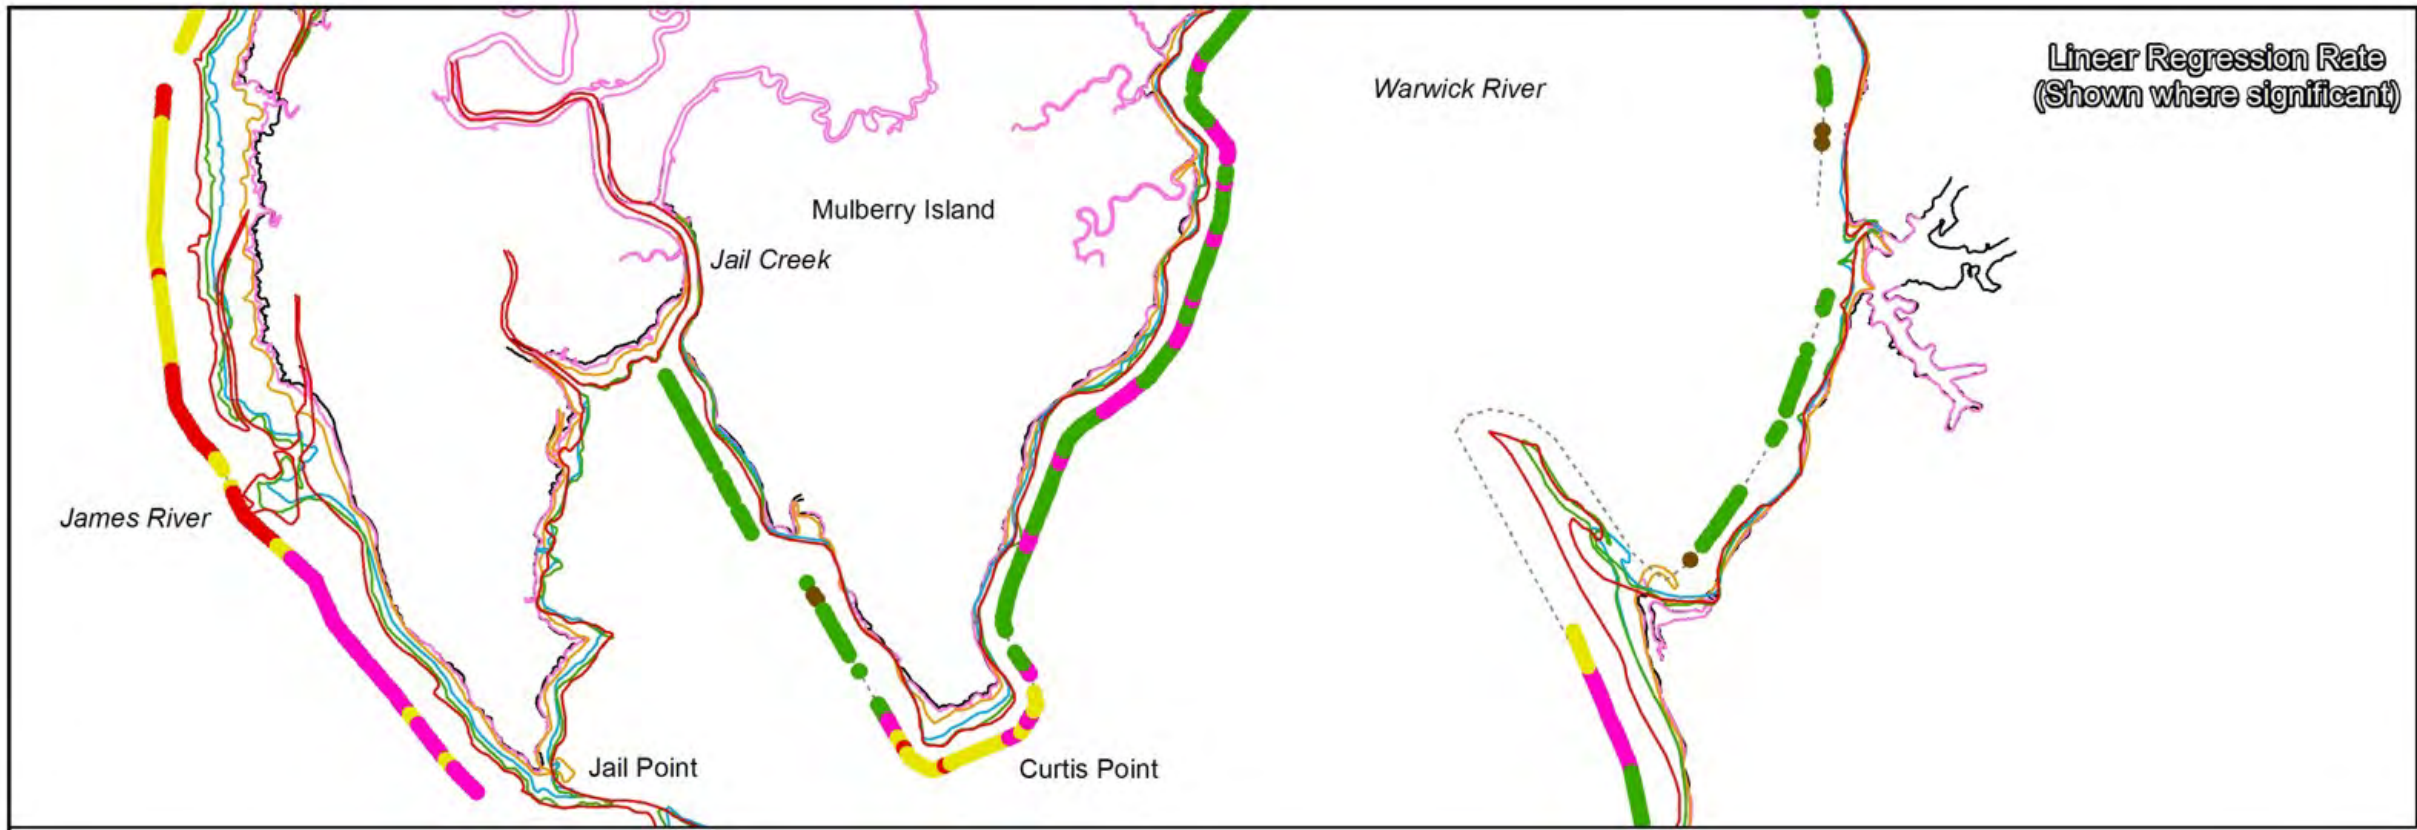 Linear Regression Rate
(Shown where significant)
Warwick River
Mulberry Island
Jail Creek
James River
Jail Point
Curtis Point